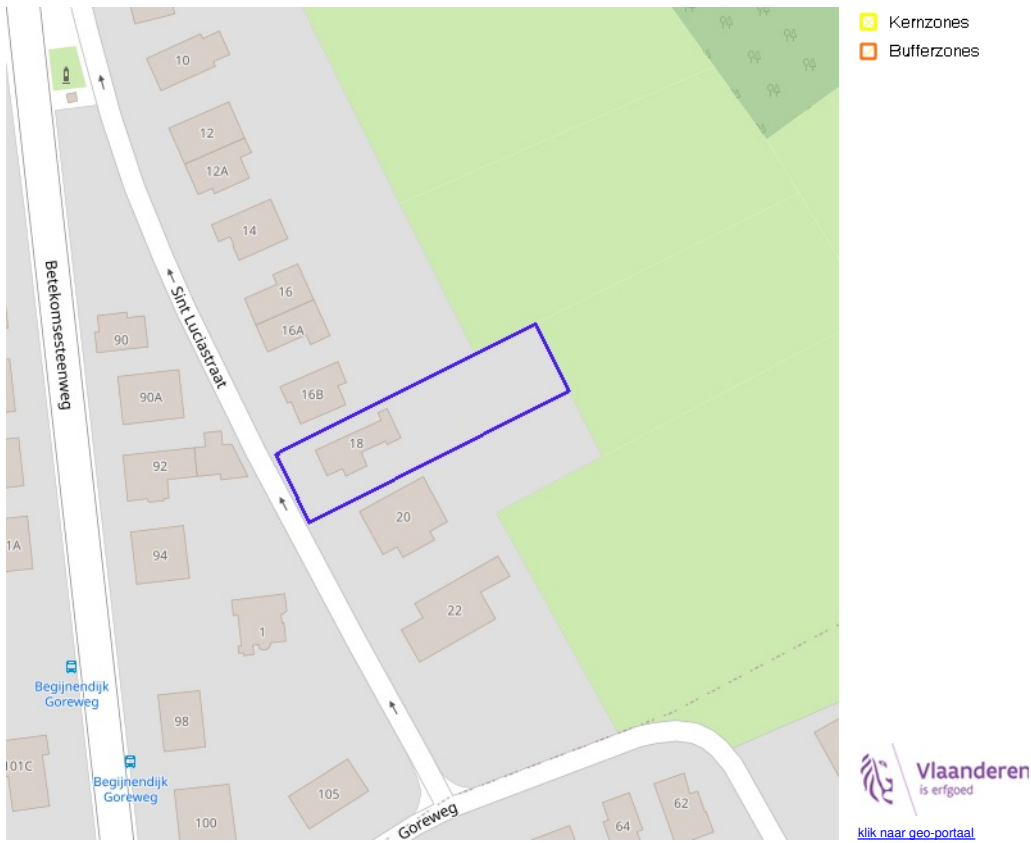 Kernzones
Bufferzones
10
12
12A
14
16
16A
16B
18
20
22
Sint Luciastraat
Betekomsesteenweg
90
90A
92
94
1A
1
Begijnendijk
Goreweg
98
101C
Begijnendijk
Goreweg
100
105
Goreweg
64
62
Vlaanderen
is erfgoed
klik naar geo-portaal